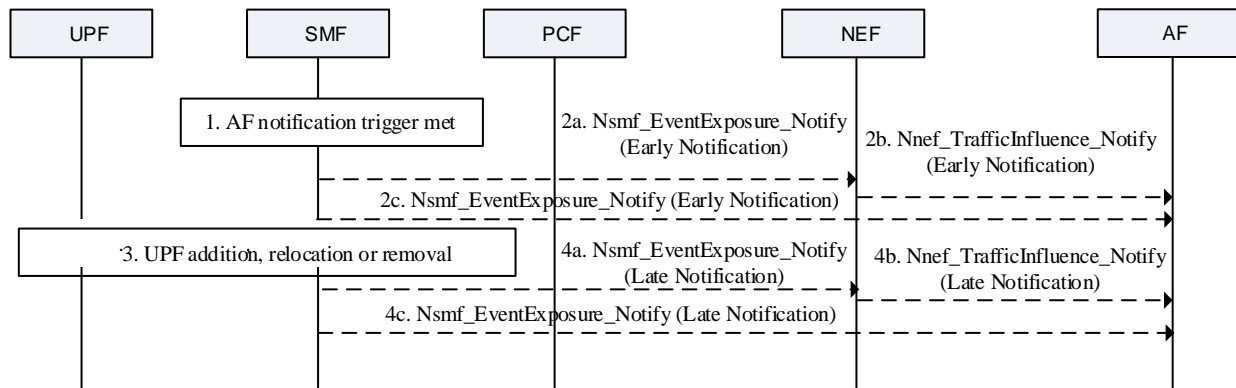 UPF
SMF
PCF
NEF
AF
1. AF notification trigger met
2a. Nsmf_EventExposure_Notify
(Early Notification)
2b. Nnef_TrafficInfluence_Notify
(Early Notification)
2c. Nsmf_EventExposure_Notify (Early Notification)
3. UPF addition, relocation or removal
4a. Nsmf_EventExposure_Notify
(Late Notification)
4b. Nnef_TrafficInfluence_Notify
(Late Notification)
4c. Nsmf_EventExposure_Notify (Late Notification)